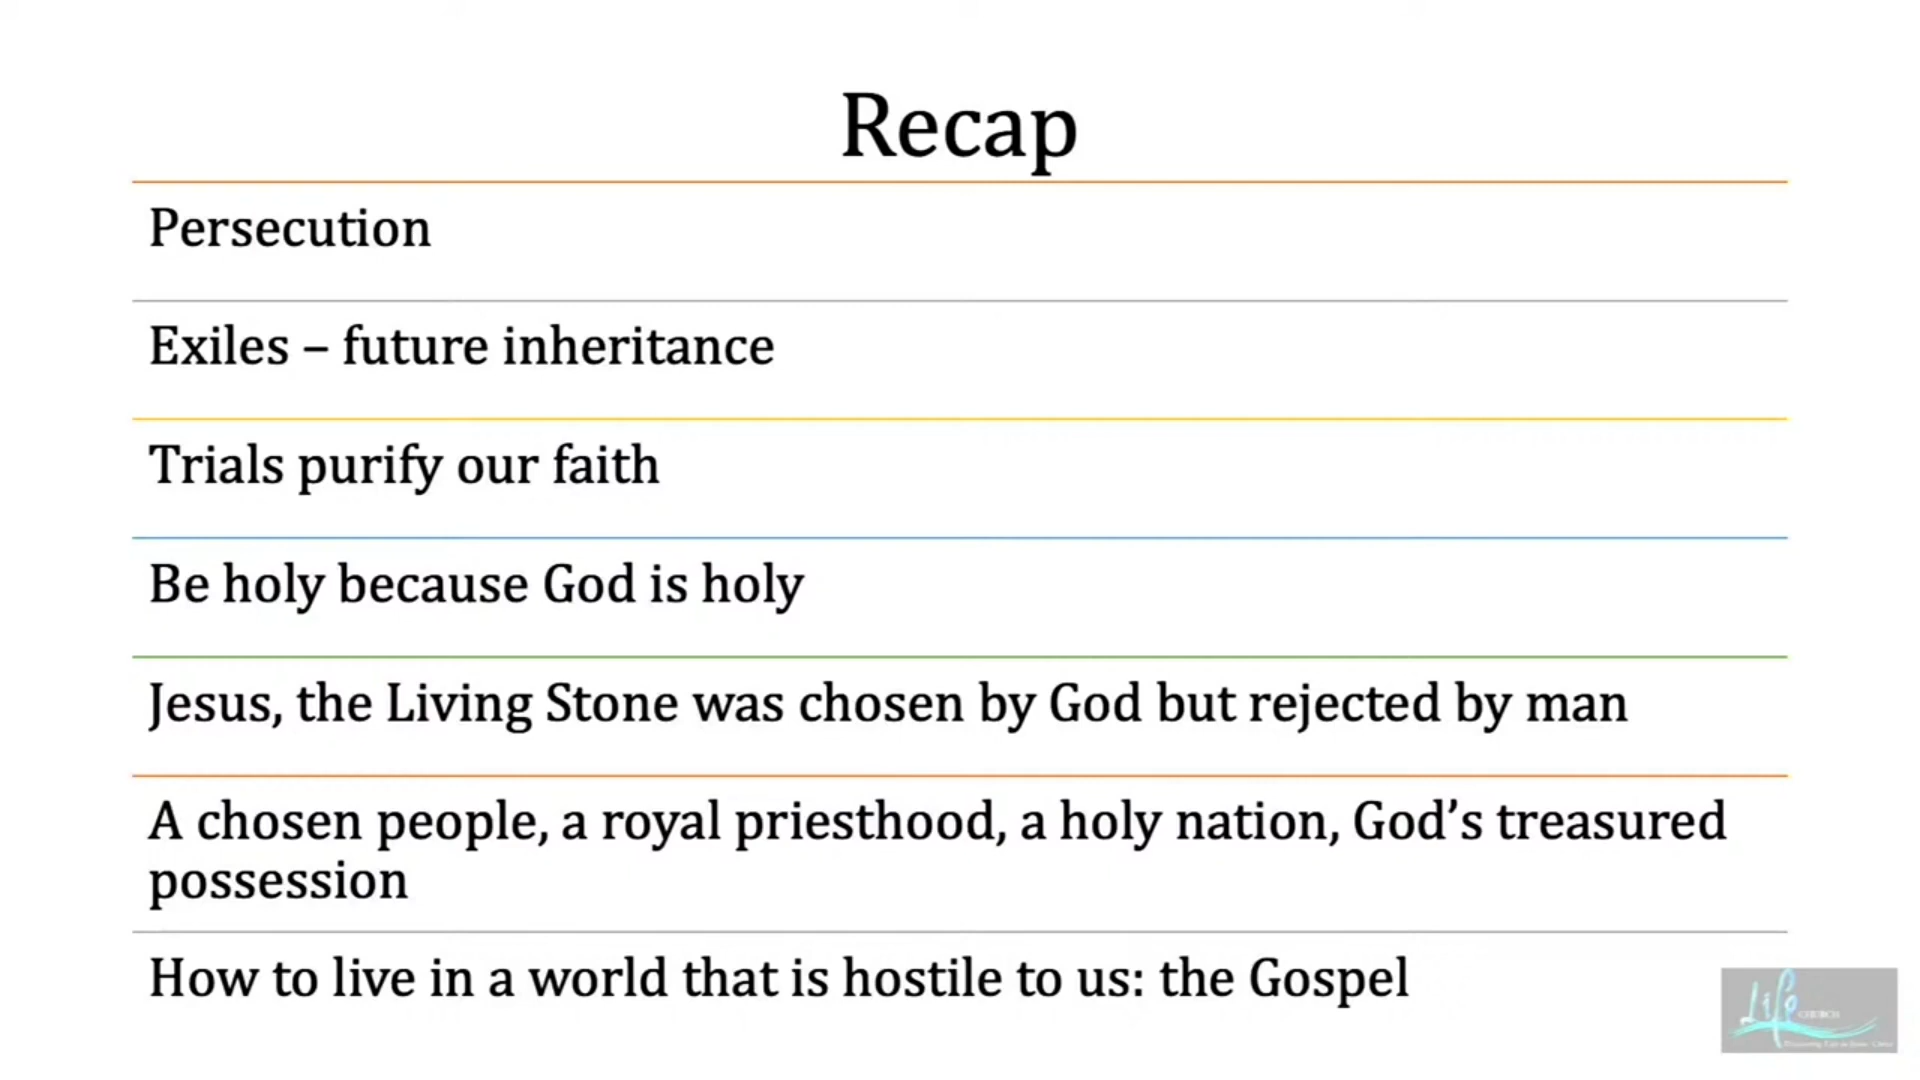 Recap
Persecution
Exiles – future inheritance
Trials purify our faith
Be holy because God is holy
Jesus, the Living Stone was chosen by God but rejected by man
A chosen people, a royal priesthood, a holy nation, God’s treasured
possession
How to live in a world that is hostile to us: the Gospel
Life
CHURCH